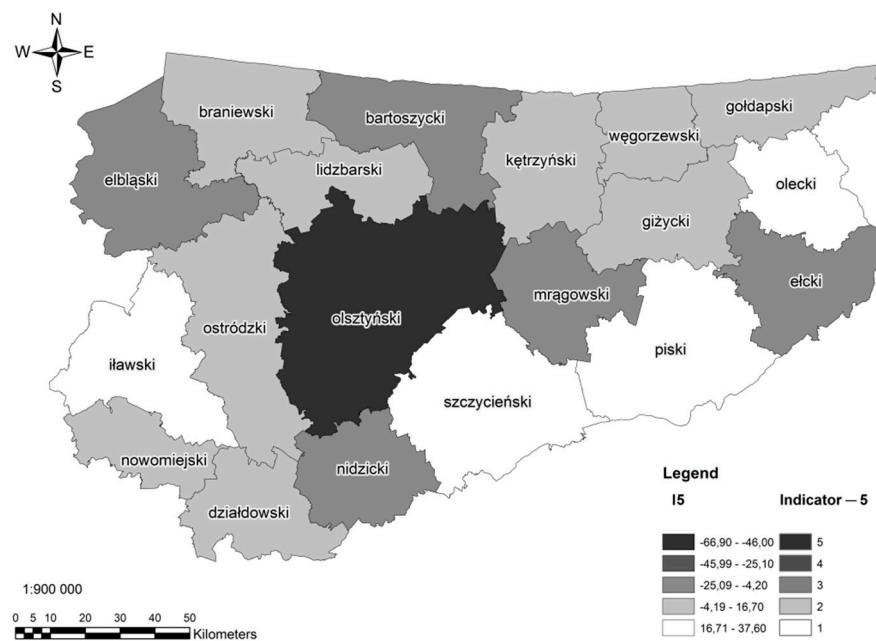 N
W E
S
braniewski
bartoszycki
gołdapski
węgorzewski
kętrzyński
lidzbarski
elbląski
olecki
giżycki
ełcki
mrągowski
olsztyński
ostródzki
piski
iławski
szczycieński
nowomiejski
nidzicki
działdowski
Legend
I5 Indicator – 5
-66,90 - -46,00 5
-45,99 - -25,10 4
-25,09 - -4,20 3
-4,19 - 16,70 2
16,71 - 37,60 1
1:900 000
0 5 10 20 30 40 50
Kilometers